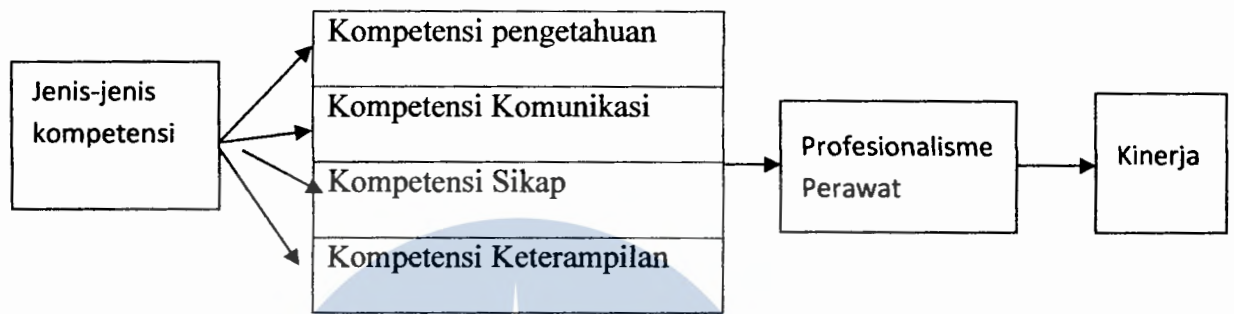 Jenis-jenis
kompetensi
Kompetensi pengetahuan
Kompetensi Komunikasi
Kompetensi Sikap
Kompetensi Keterampilan
Profesionalisme
Perawat
Kinerja